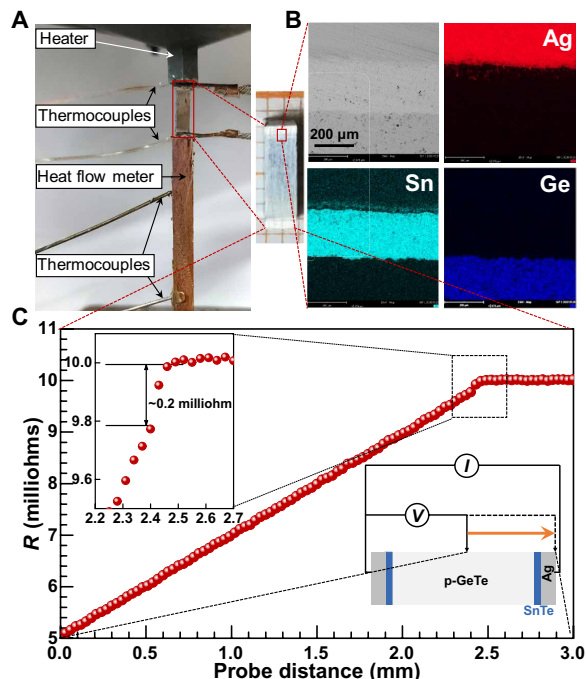 A
Heater
Thermocouples
Heat flow meter
Thermocouples
B
200 µm
Ag
Sn
Ge
C
R (milliohms)
11
10
9
8
7
6
5
0.0 0.5 1.0 1.5 2.0 2.5 3.0
Probe distance (mm)
10.0
9.8
9.6
~0.2 milliohm
2.2 2.3 2.4 2.5 2.6 2.7
I
V
p-GeTe
Ag
SnTe